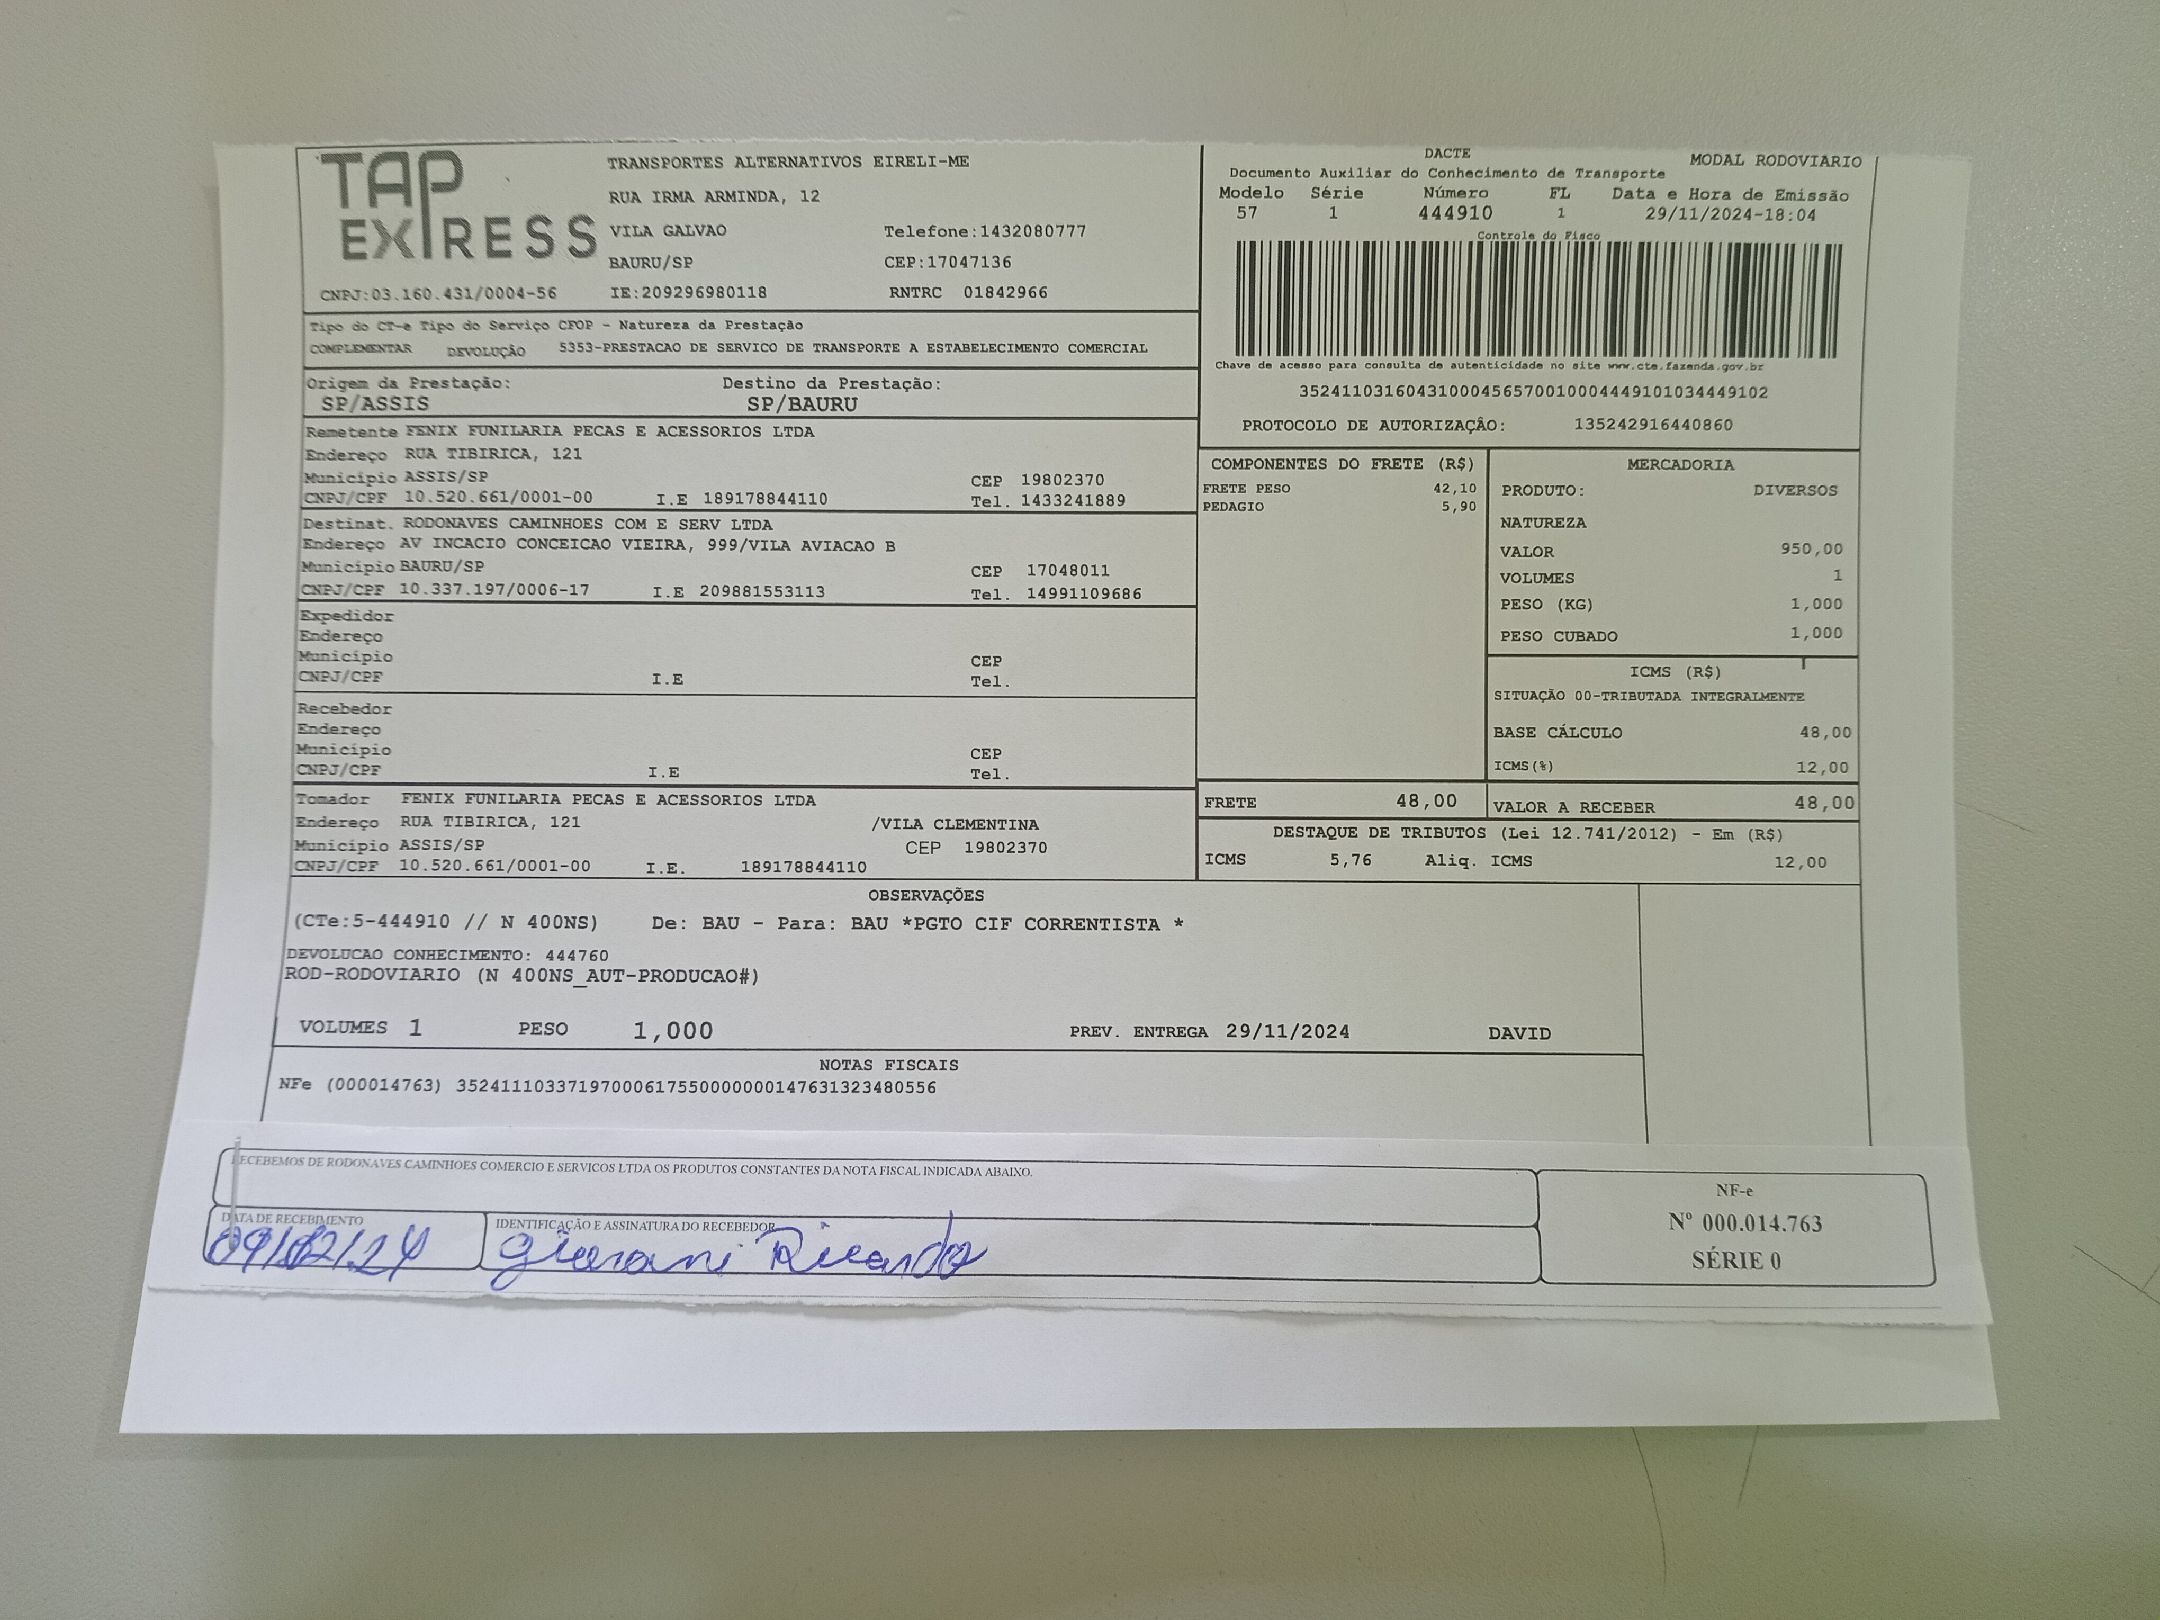 TAP
EXPRESS
TRANSPORTES ALTERNATIVOS EIRELI-ME
RUA IRMA ARMINDA, 12
VILA GALVAO Telefone:1432080777
BAURU/SP CEP:17047136
CNPJ:03.160.431/0004-56 IE:209296980118 RNTRC 01842966
DACTE MODAL RODOVIARIO
Documento Auxiliar do Conhecimento de Transporte
Modelo Série Número FL Data e Hora de Emissão
57 1 444910 1 29/11/2024-18:04
Controle do Fisco
Chave de acesso para consulta de autenticidade no site www.cte.fazenda.gov.br
35241103160431000456570010004449101034449102
PROTOCOLO DE AUTORIZAÇÂO: 135242916440860
Tipo do CT-e Tipo do Serviço CFOP - Natureza da Prestação
COMPLEMENTAR DEVOLUÇÃO 5353-PRESTACAO DE SERVICO DE TRANSPORTE A ESTABELECIMENTO COMERCIAL
Origem da Prestação: Destino da Prestação:
SP/ASSIS SP/BAURU
Remetente FENIX FUNILARIA PECAS E ACESSORIOS LTDA
Endereço RUA TIBIRICA, 121
Município ASSIS/SP CEP 19802370
CNPJ/CPF 10.520.661/0001-00 I.E 189178844110 Tel. 1433241889
Destinat. RODONAVES CAMINHOES COM E SERV LTDA
Endereço AV INCACIO CONCEICAO VIEIRA, 999/VILA AVIACAO B
Município BAURU/SP CEP 17048011
CNPJ/CPF 10.337.197/0006-17 I.E 209881553113 Tel. 14991109686
Expedidor
Endereço
Município CEP
CNPJ/CPF I.E Tel.
Recebedor
Endereço
Município CEP
CNPJ/CPF I.E Tel.
Tomador FENIX FUNILARIA PECAS E ACESSORIOS LTDA
Endereço RUA TIBIRICA, 121 /VILA CLEMENTINA
Município ASSIS/SP CEP 19802370
CNPJ/CPF 10.520.661/0001-00 I.E. 189178844110
COMPONENTES DO FRETE (R$)
FRETE PESO 42,10
PEDAGIO 5,90
MERCADORIA
PRODUTO: DIVERSOS
NATUREZA
VALOR 950,00
VOLUMES 1
PESO (KG) 1,000
PESO CUBADO 1,000
ICMS (R$)
SITUAÇÃO 00-TRIBUTADA INTEGRALMENTE
BASE CÁLCULO 48,00
ICMS(%) 12,00
FRETE 48,00 VALOR A RECEBER 48,00
DESTAQUE DE TRIBUTOS (Lei 12.741/2012) - Em (R$)
ICMS 5,76 Aliq. ICMS 12,00
OBSERVAÇÕES
(CTe:5-444910 // N 400NS) De: BAU - Para: BAU *PGTO CIF CORRENTISTA *
DEVOLUCAO CONHECIMENTO: 444760
ROD-RODOVIARIO (N 400NS_AUT-PRODUCAO#)
VOLUMES 1 PESO 1,000 PREV. ENTREGA 29/11/2024 DAVID
NOTAS FISCAIS
NFe (000014763) 35241110337197000617550000000147631323480556
RECEBEMOS DE RODONAVES CAMINHOES COMERCIO E SERVICOS LTDA OS PRODUTOS CONSTANTES DA NOTA FISCAL INDICADA ABAIXO.
DATA DE RECEBIMENTO IDENTIFICAÇÃO E ASSINATURA DO RECEBEDOR
Giovani Ricardo
NF-e
Nº 000.014.763
SÉRIE 0